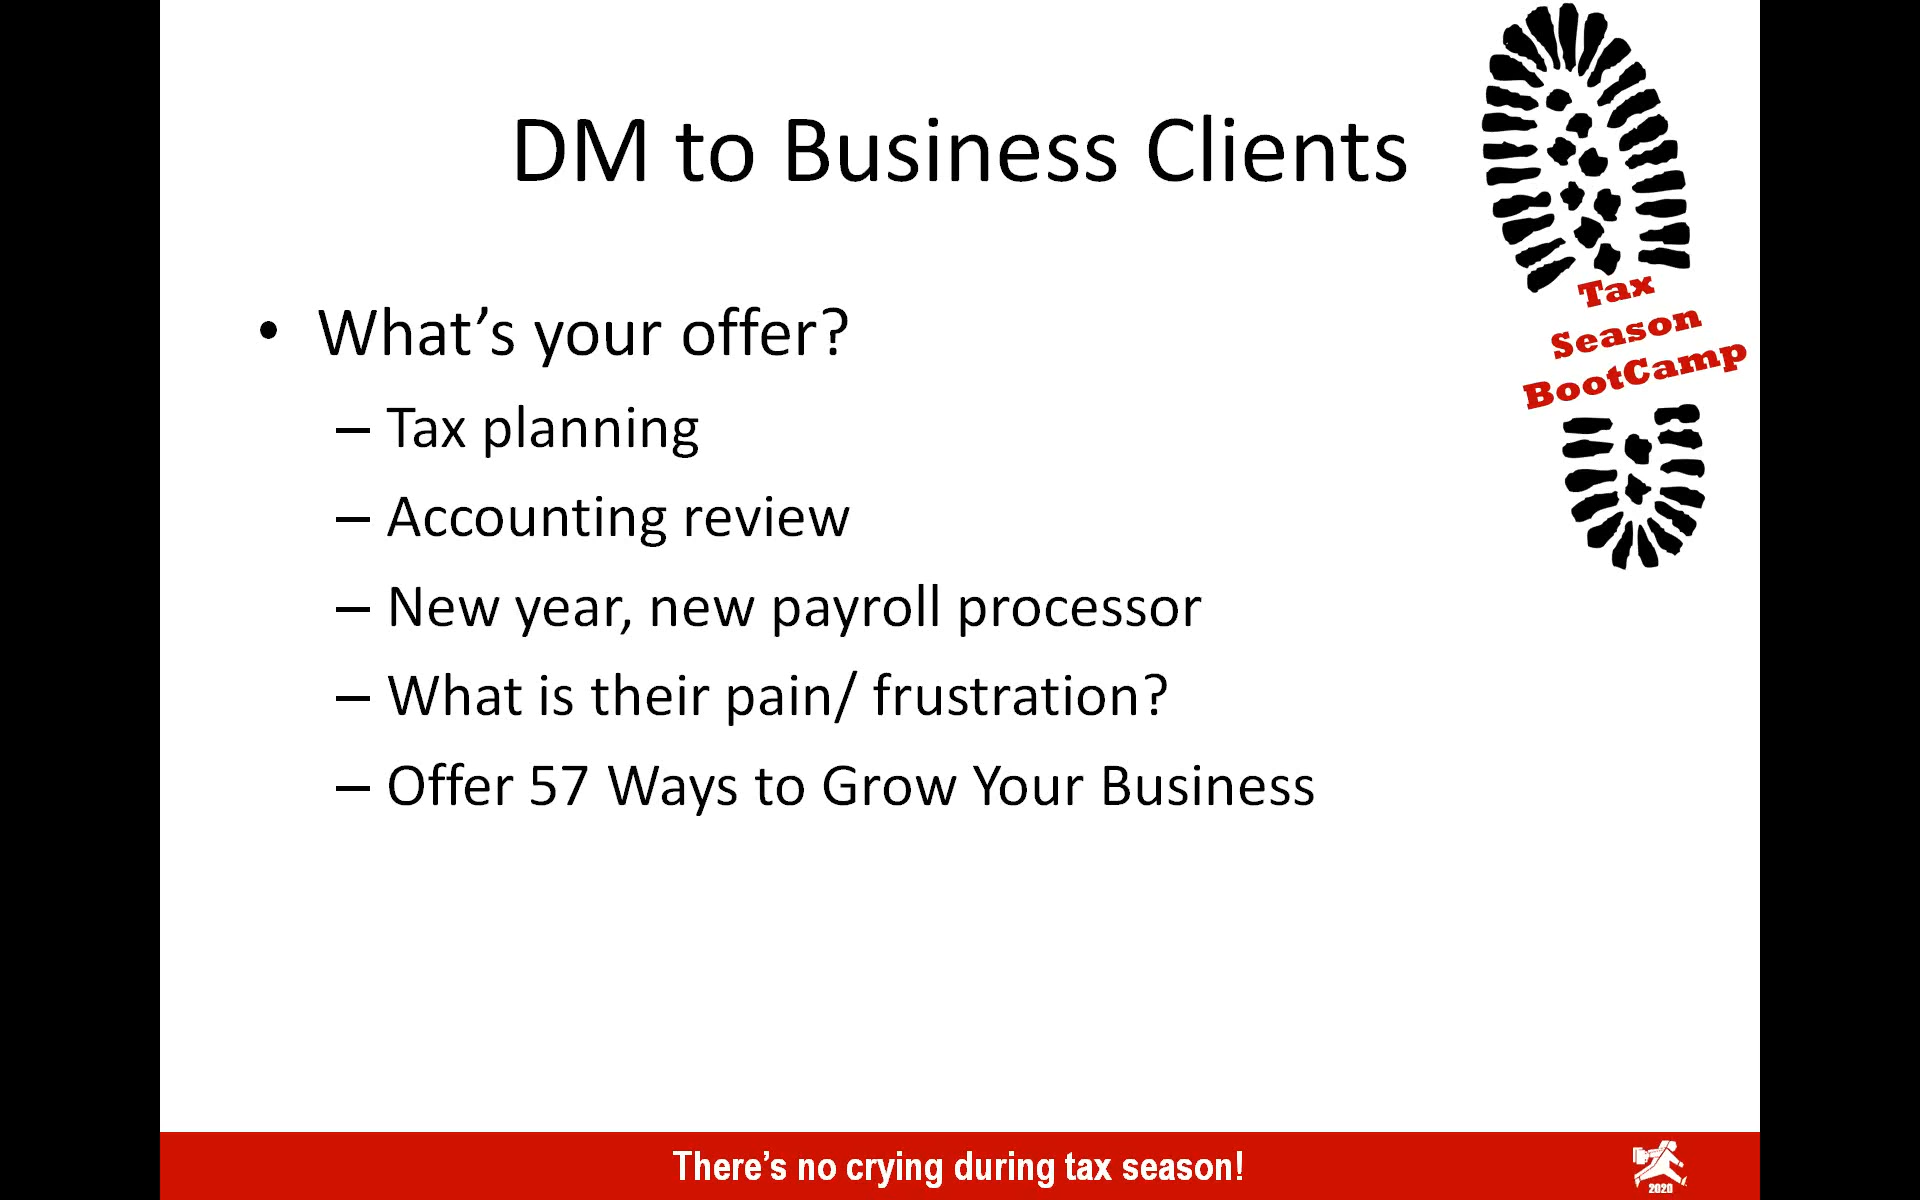 DM to Business Clients
• What’s your offer?
– Tax planning
– Accounting review
– New year, new payroll processor
– What is their pain/ frustration?
– Offer 57 Ways to Grow Your Business
Tax
Season
BootCamp
There’s no crying during tax season!
2020